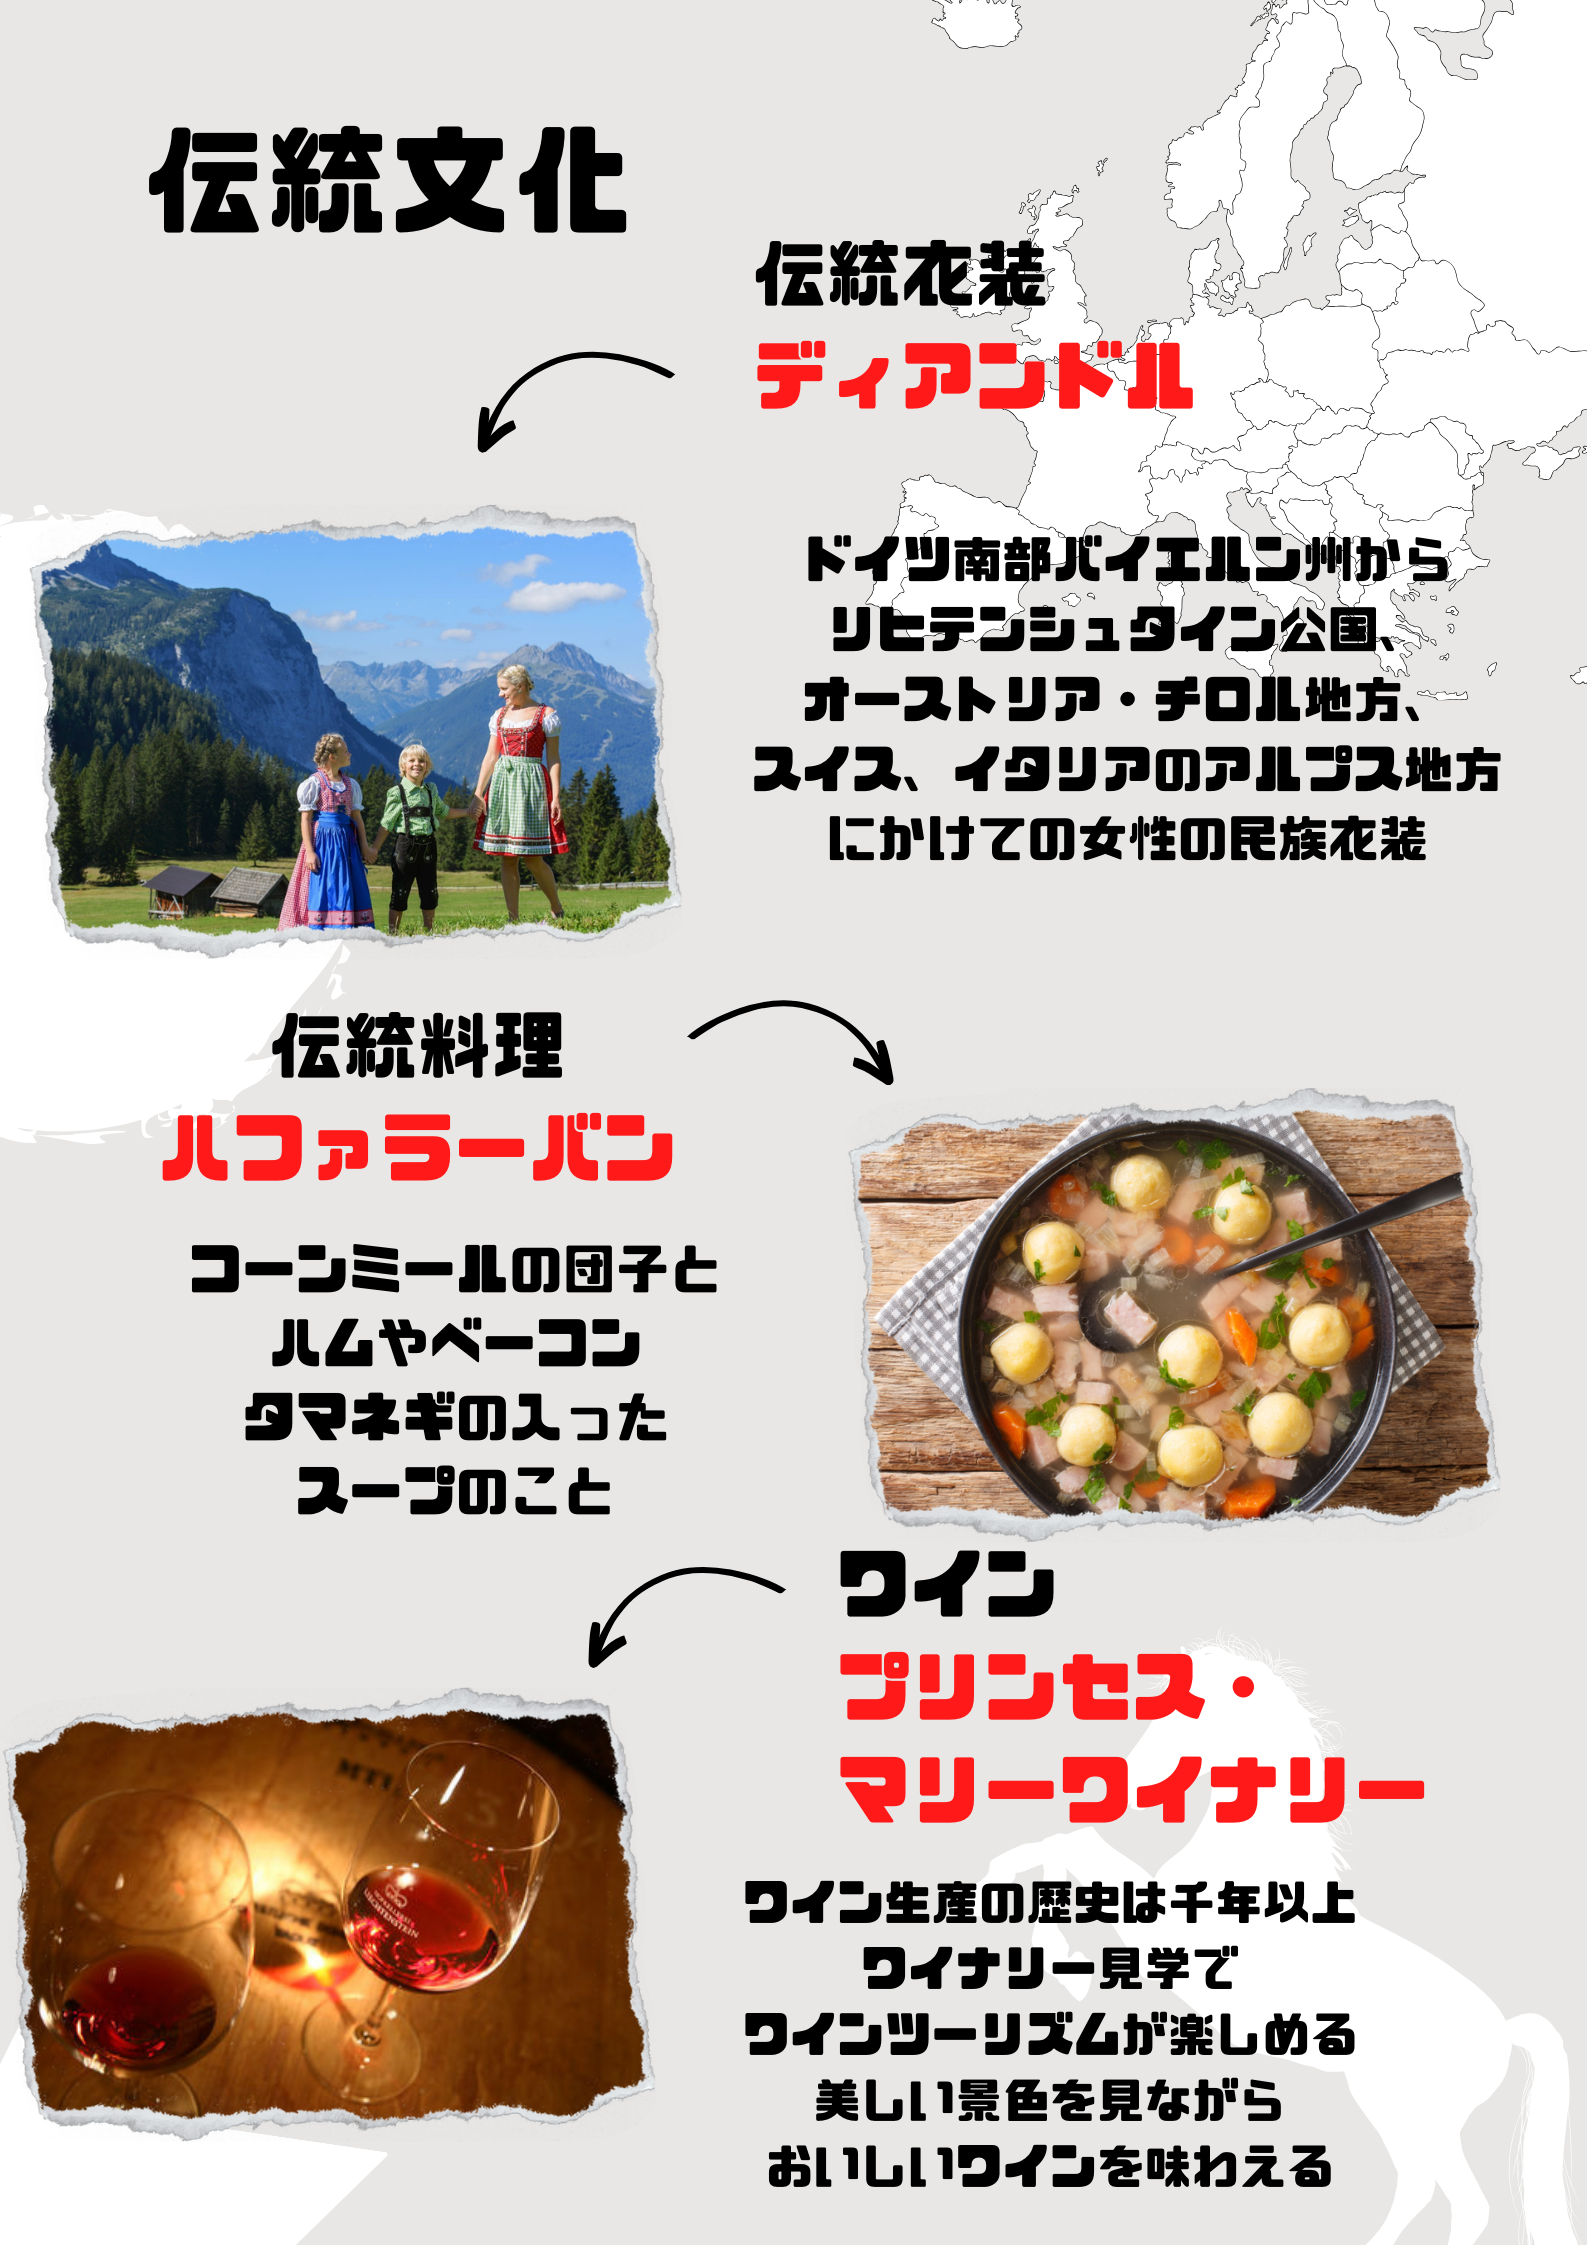 伝統文化
伝統衣装
ディアンドル
ドイツ南部バイエルン州から
リヒテンシュタイン公国、
オーストリア・チロル地方、
スイス、イタリアのアルプス地方
にかけての女性の民族衣装
伝統料理
ハファラーバン
コーンミールの団子と
ハムやベーコン
タマネギの入った
スープのこと
ワイン
プリンセス・
マリーワイナリー
ワイン生産の歴史は千年以上
ワイナリー見学で
ワインツーリズムが楽しめる
美しい景色を見ながら
おいしいワインを味わえる